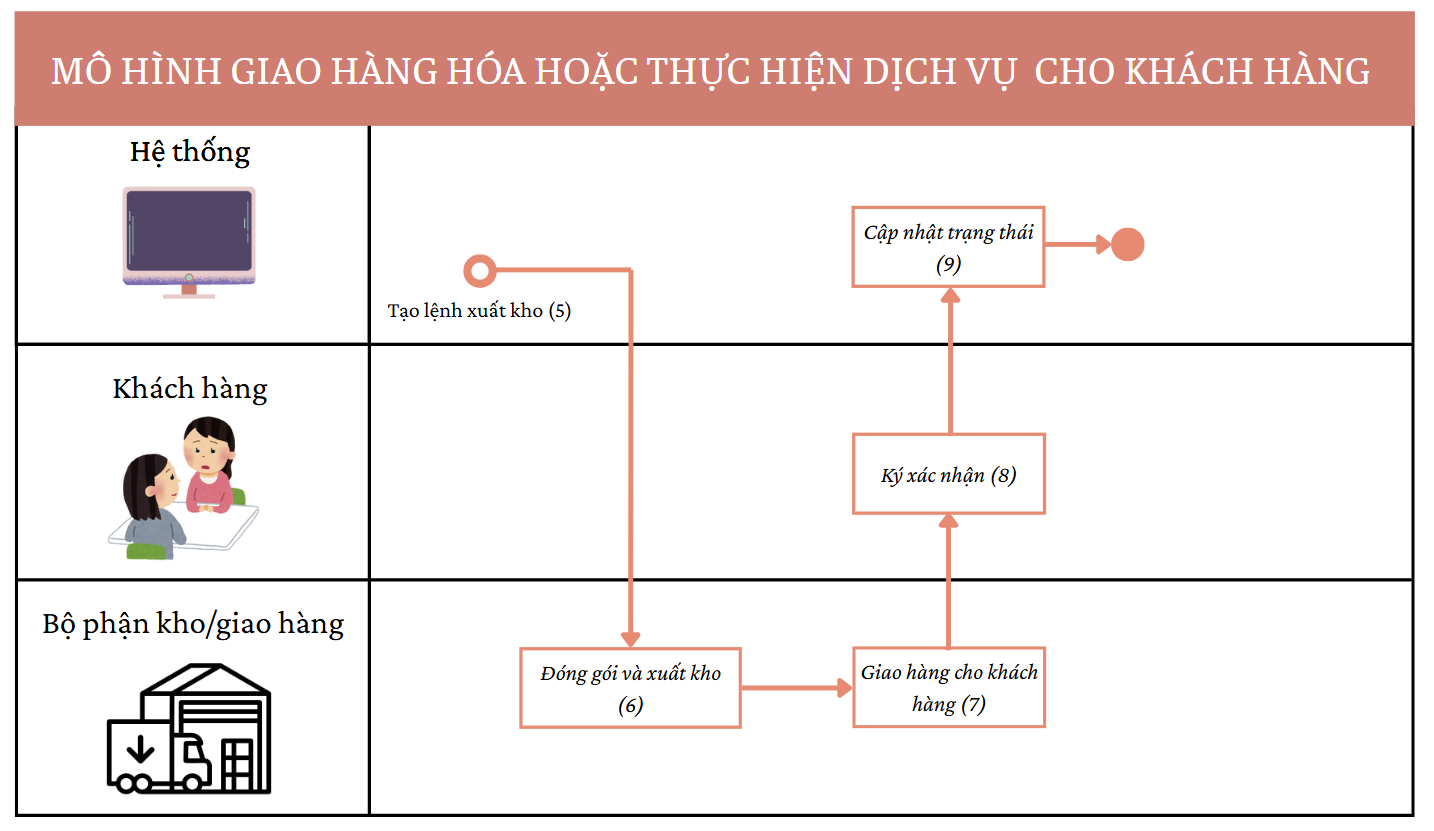 MÔ HÌNH GIAO HÀNG HÓA HOẶC THỰC HIỆN DỊCH VỤ CHO KHÁCH HÀNG
Hệ thống
Tạo lệnh xuất kho (5)
Cập nhật trạng thái
(9)
Khách hàng
Ký xác nhận (8)
Bộ phận kho/giao hàng
Đóng gói và xuất kho
(6)
Giao hàng cho khách
hàng (7)